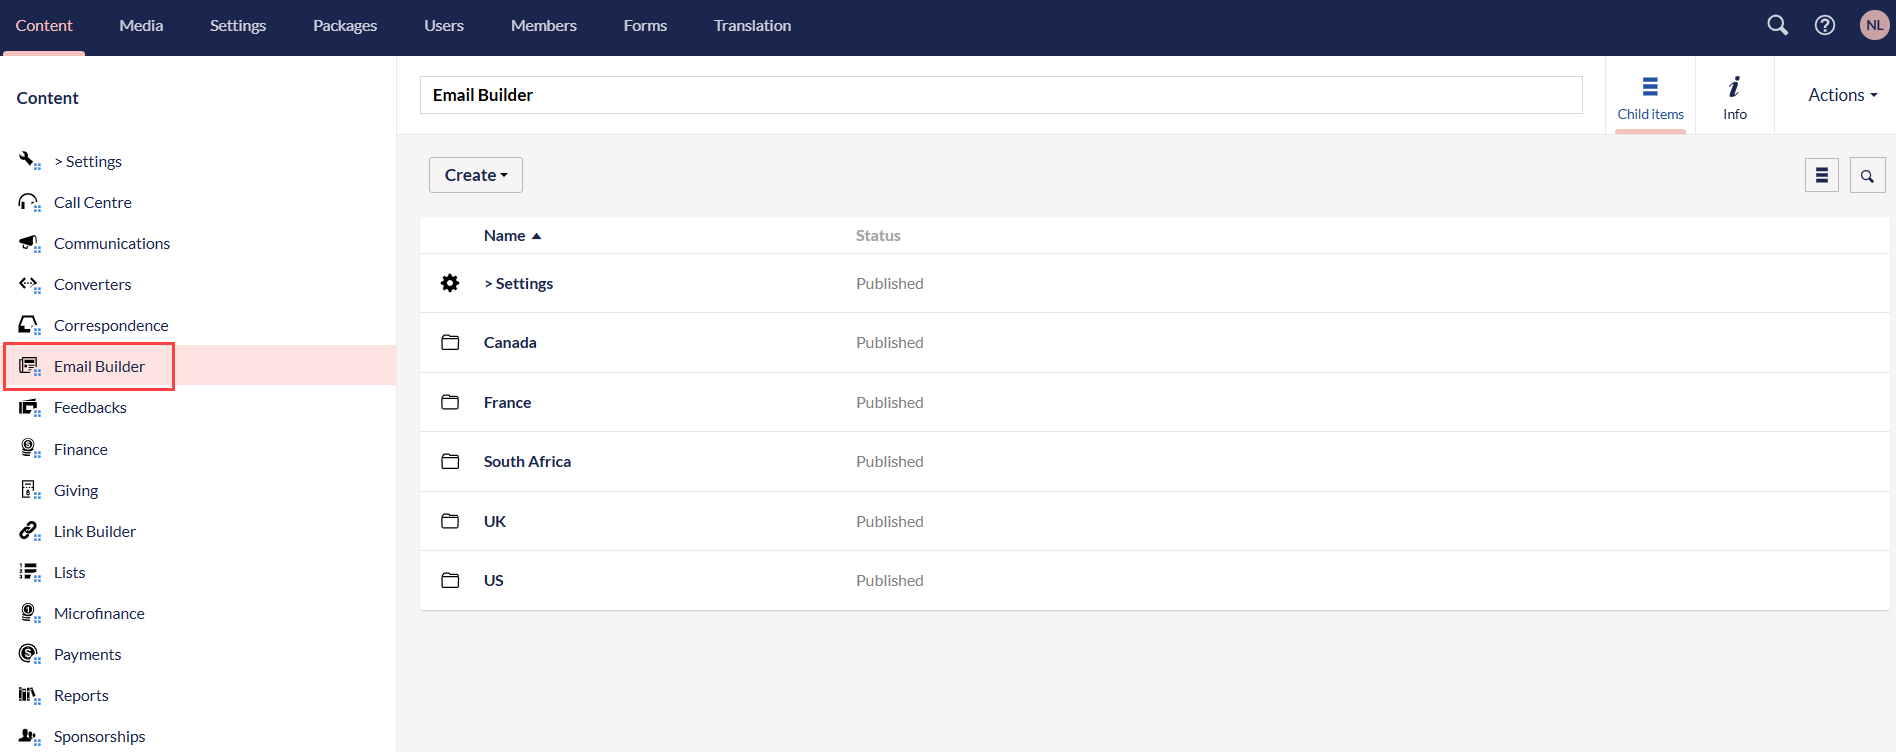 Content Media Settings Packages Users Members Forms Translation NL
Content
> Settings
Call Centre
Communications
Converters
Correspondence
Email Builder
Feedbacks
Finance
Giving
Link Builder
Lists
Microfinance
Payments
Reports
Sponsorships
Email Builder
Child items
Info
Actions
Create
Name Status
> Settings Published
Canada Published
France Published
South Africa Published
UK Published
US Published